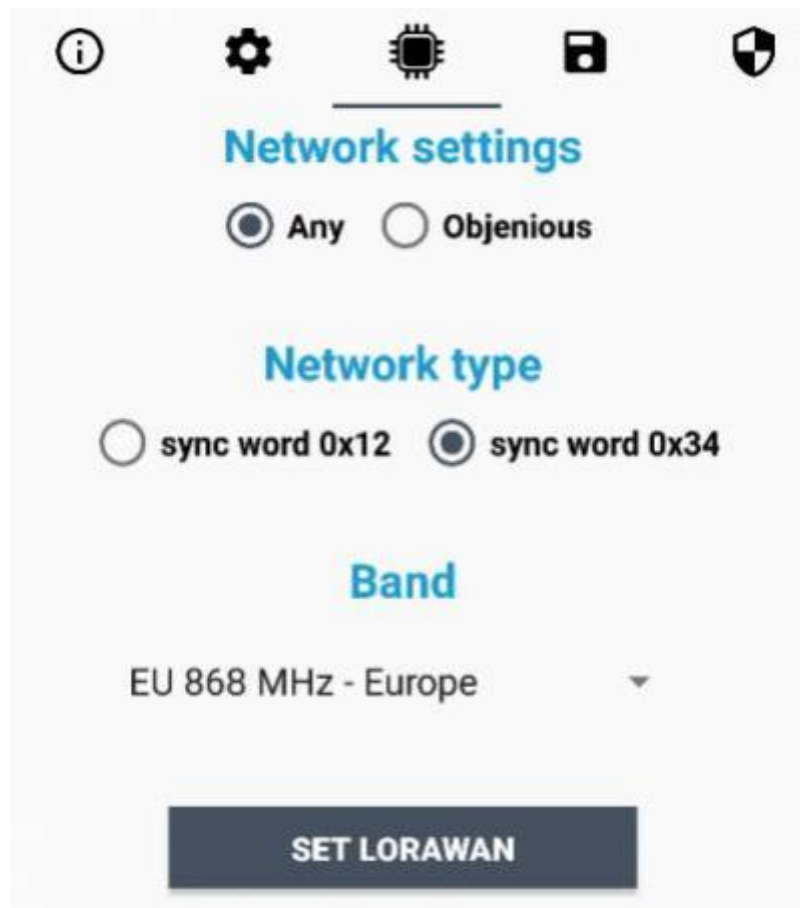 Network settings
Any Objenious
Network type
sync word 0x12 sync word 0x34
Band
EU 868 MHz - Europe
SET LORAWAN